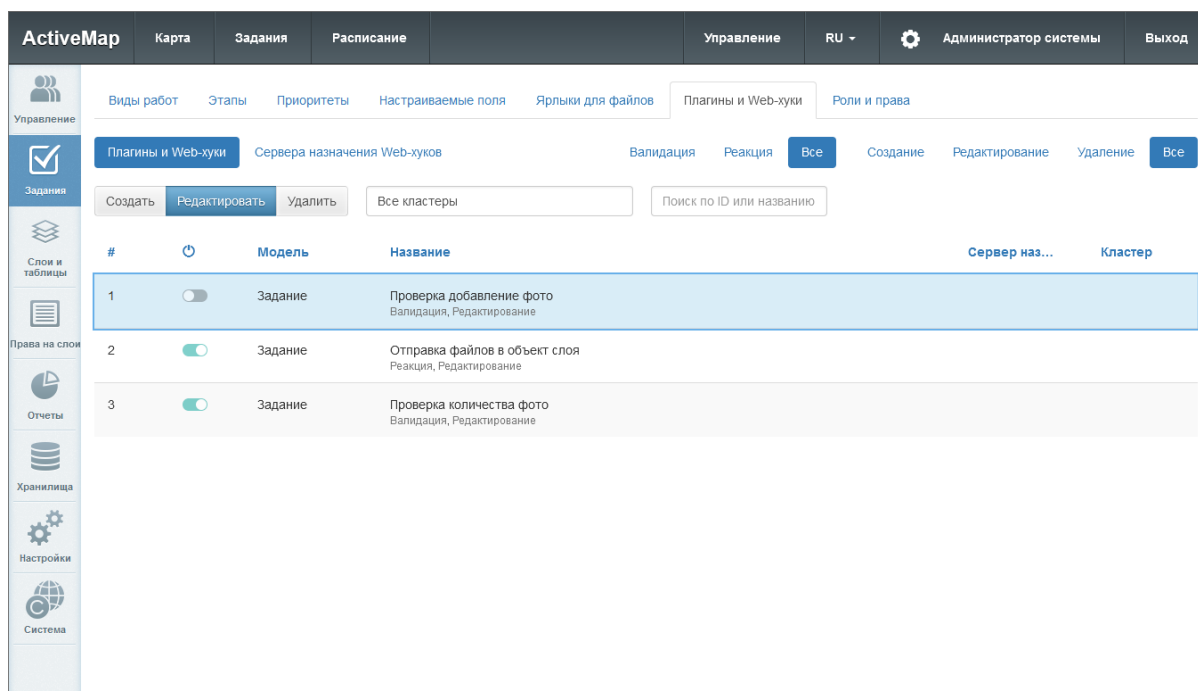 ActiveMap Карта Задания Расписание Управление RU Администратор системы Выход
Управление
Задания
Слои и
таблицы
Права на слои
Отчеты
Хранилища
Настройки
Система
Виды работ Этапы Приоритеты Настраиваемые поля Ярлыки для файлов Плагины и Web-хуки Роли и права
Плагины и Web-хуки Сервера назначения Web-хуков Валидация Реакция Все Создание Редактирование Удаление Все
Создать Редактировать Удалить Все кластеры Поиск по ID или названию
# Модель Название Сервер наз... Кластер
1 Задание Проверка добавление фото
Валидация, Редактирование
2 Задание Отправка файлов в объект слоя
Реакция, Редактирование
3 Задание Проверка количества фото
Валидация, Редактирование